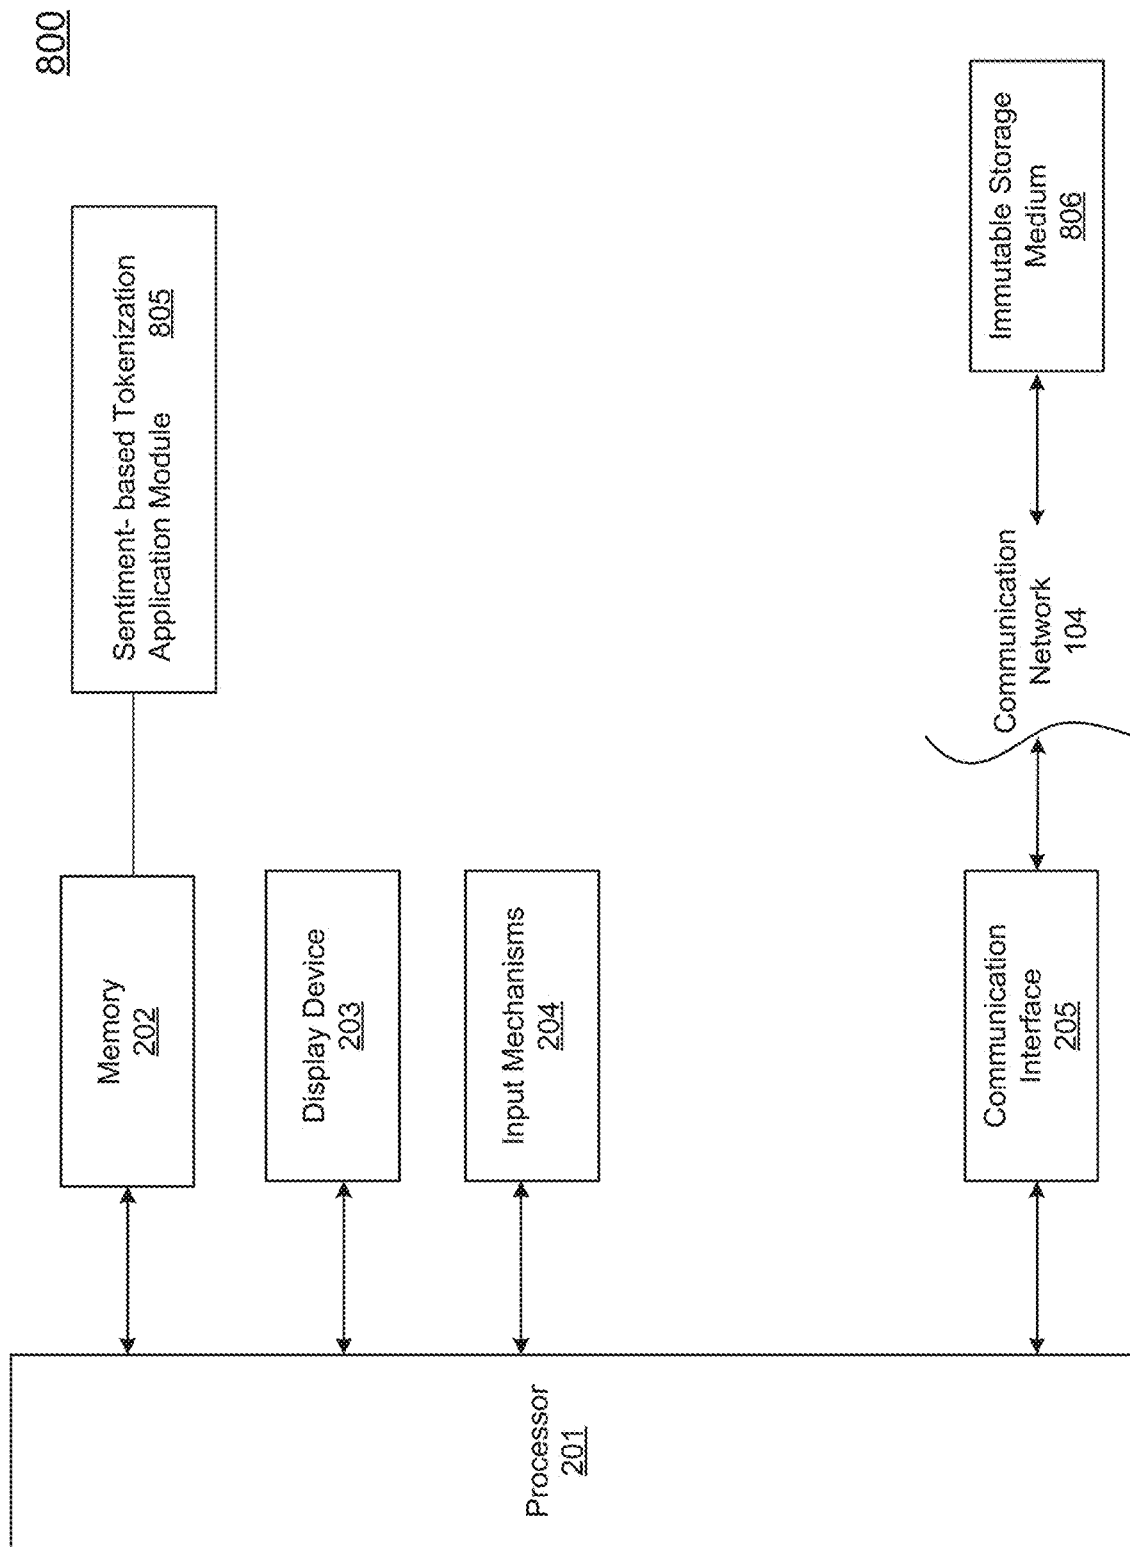 800
Processor
201
Memory
202
Sentiment- based Tokenization
Application Module 805
Display Device
203
Input Mechanisms
204
Communication
Interface
205
Communication
Network
104
Immutable Storage
Medium
806